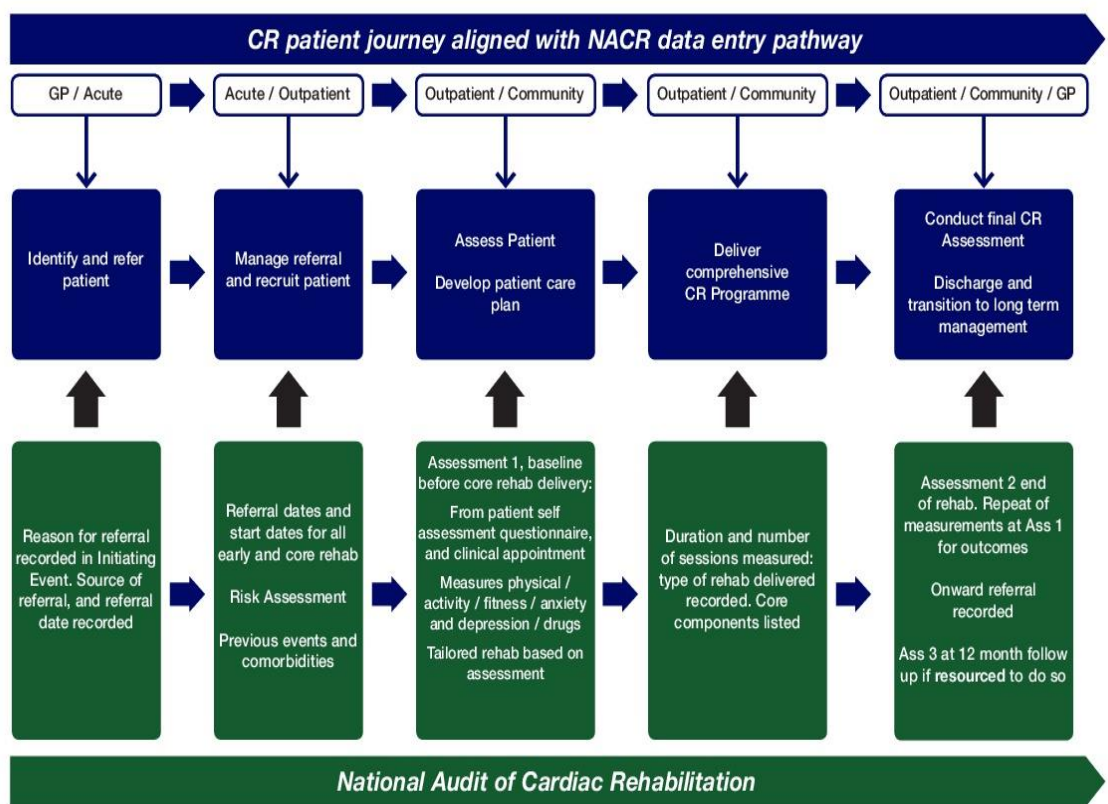 CR patient journey aligned with NACR data entry pathway
GP / Acute
Acute / Outpatient
Outpatient / Community
Outpatient / Community
Outpatient / Community / GP
Identify and refer
patient
Manage referral
and recruit patient
Assess Patient
Develop patient care
plan
Deliver
comprehensive
CR Programme
Conduct final CR
Assessment
Discharge and
transition to long term
management
Reason for referral
recorded in Initiating
Event. Source of
referral, and referral
date recorded
Referral dates and
start dates for all
early and core rehab
Risk Assessment
Previous events and
comorbidities
Assessment 1, baseline
before core rehab delivery:
From patient self
assessment questionnaire,
and clinical appointment
Measures physical /
activity / fitness / anxiety
and depression / drugs
Tailored rehab based on
assessment
Duration and number
of sessions measured:
type of rehab delivered
recorded. Core
components listed
Assessment 2 end
of rehab. Repeat of
measurements at Ass 1
for outcomes
Onward referral
recorded
Ass 3 at 12 month follow
up if resourced to do so
National Audit of Cardiac Rehabilitation